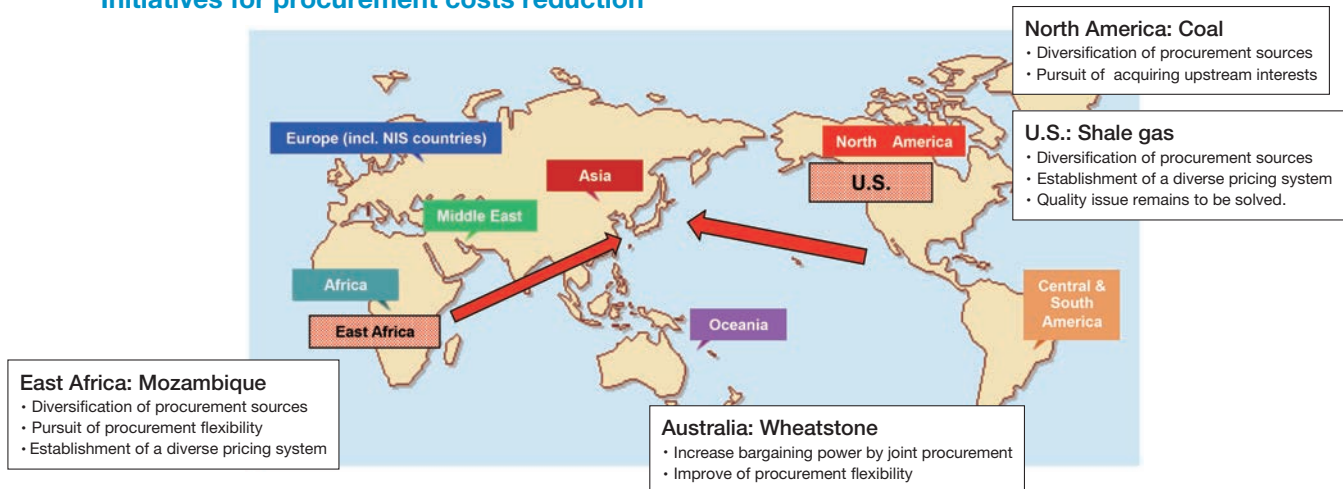 Initiatives for procurement costs reduction
North America: Coal
・Diversification of procurement sources
・Pursuit of acquiring upstream interests
U.S.: Shale gas
・Diversification of procurement sources
・Establishment of a diverse pricing system
・Quality issue remains to be solved.
Europe (incl. NIS countries)
North America
Asia
U.S.
Middle East
Africa
East Africa
Oceania
Central &
South
America
East Africa: Mozambique
・Diversification of procurement sources
・Pursuit of procurement flexibility
・Establishment of a diverse pricing system
Australia: Wheatstone
・Increase bargaining power by joint procurement
・Improve of procurement flexibility